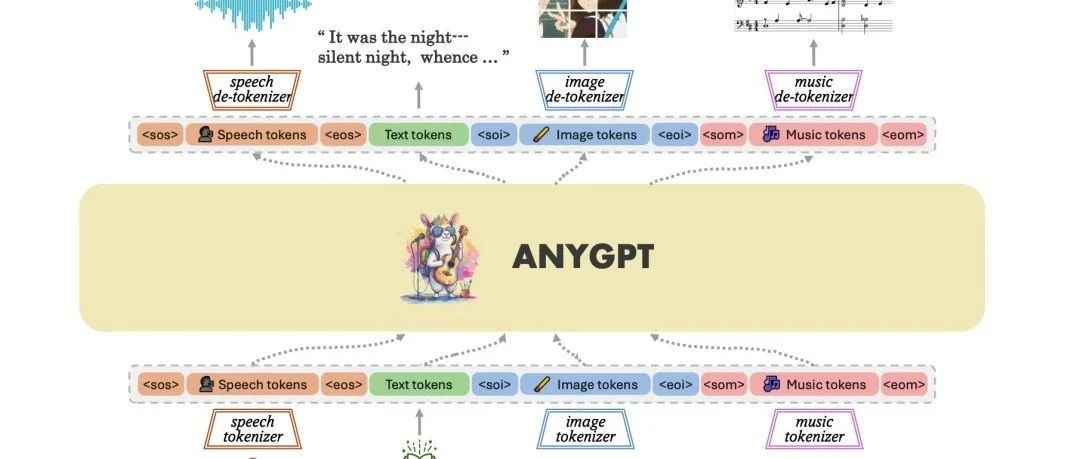 “ It was the night---
silent night, whence ... ”
speech
de-tokenizer
image
de-tokenizer
music
de-tokenizer
<sos> Speech tokens <eos> Text tokens <soi> Image tokens <eoi> <som> Music tokens <eom>
ANYGPT
<sos> Speech tokens <eos> Text tokens <soi> Image tokens <eoi> <som> Music tokens <eom>
speech
tokenizer
image
tokenizer
music
tokenizer